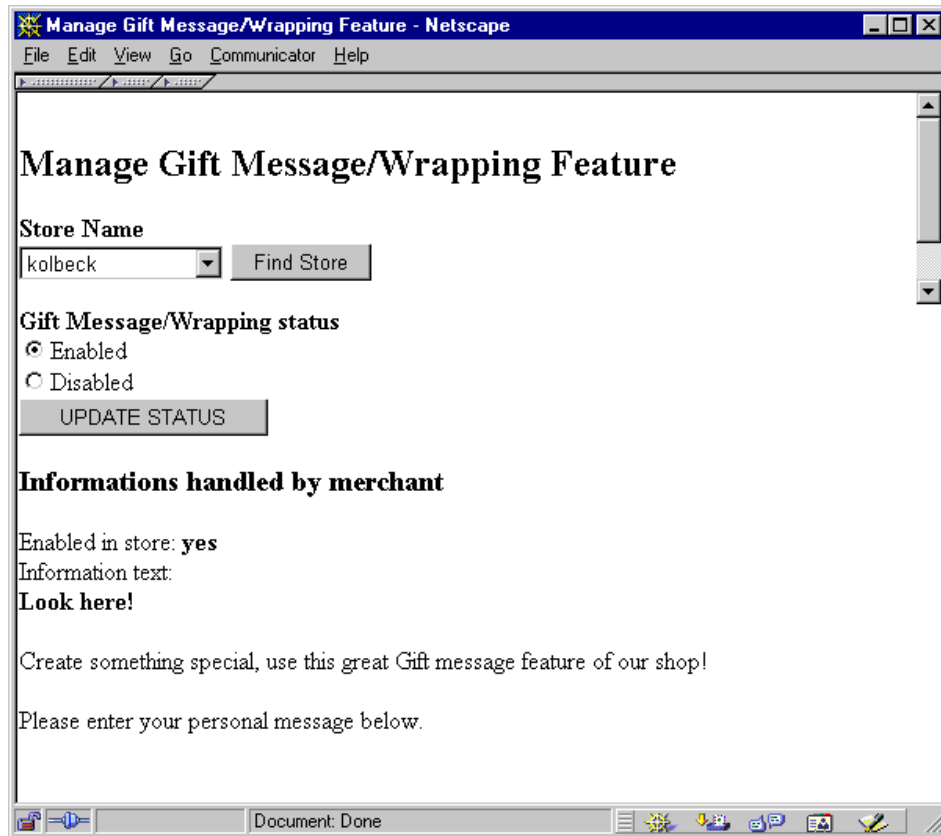 Manage Gift Message/Wrapping Feature - Netscape
File Edit View Go Communicator Help
Manage Gift Message/Wrapping Feature
Store Name
kolbeck Find Store
Gift Message/Wrapping status
Enabled
Disabled
UPDATE STATUS
Informations handled by merchant
Enabled in store: yes
Information text:
Look here!
Create something special, use this great Gift message feature of our shop!
Please enter your personal message below.
Document: Done